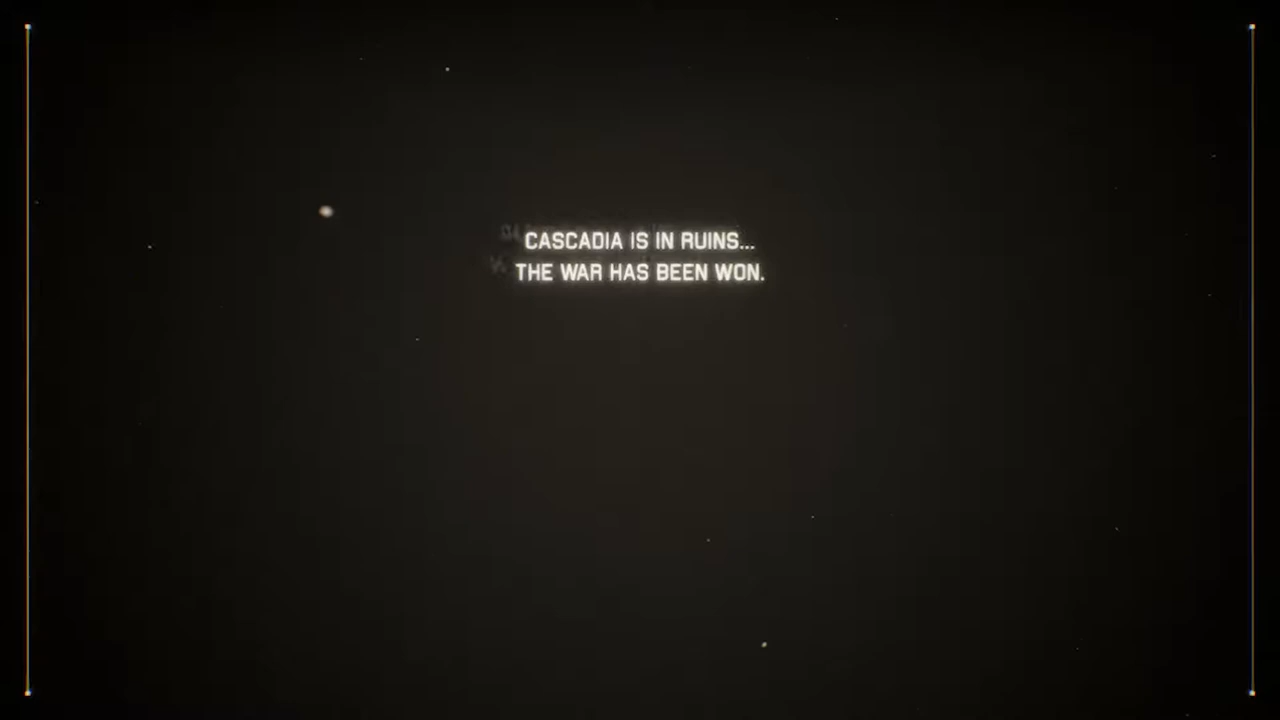 CASCADIA IS IN RUINS...
THE WAR HAS BEEN WON.